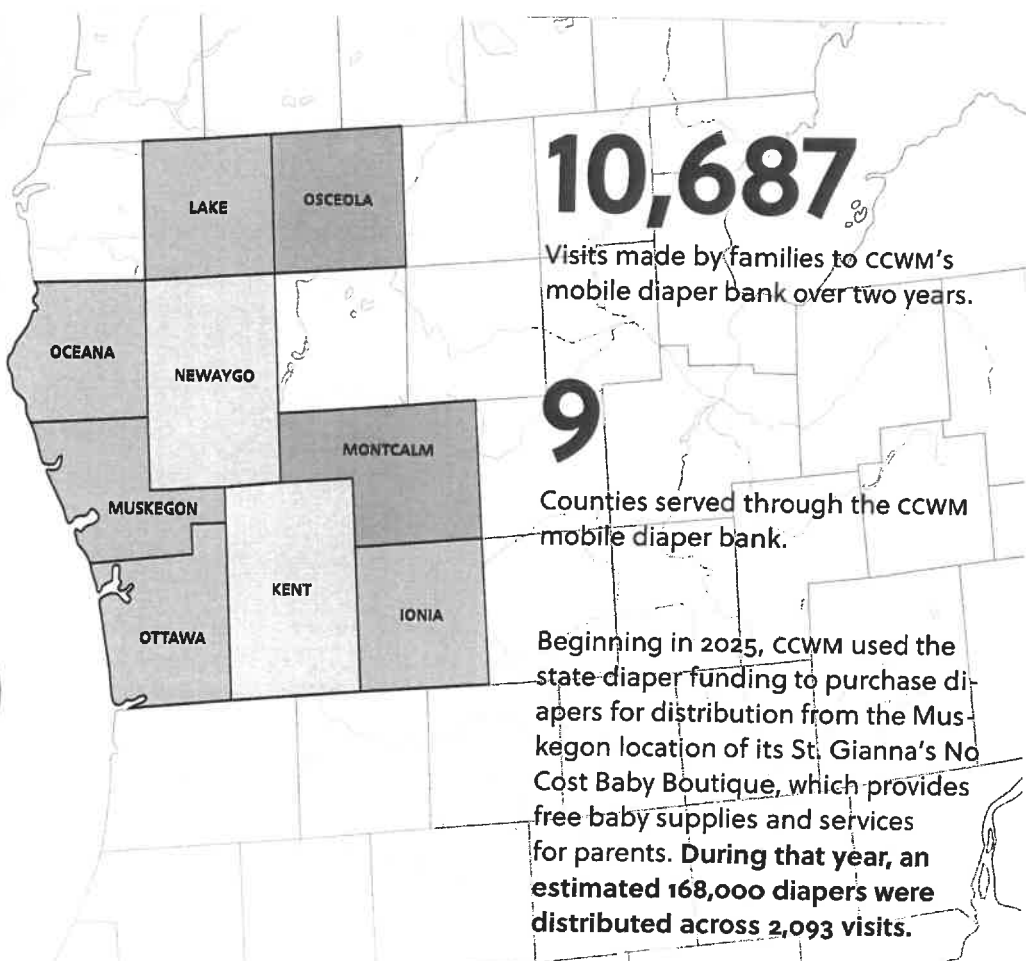 LAKE
OSCEOLA
OCEANA
NEWAYGO
MONTCALM
MUSKEGON
KENT
IONIA
OTTAWA
10,687
Visits made by families to CCWM's
mobile diaper bank over two years.
9
Counties served through the CCWM
mobile diaper bank.
Beginning in 2025, CCWM used the
state diaper funding to purchase di-
apers for distribution from the Mus-
kegon location of its St. Gianna's No
Cost Baby Boutique, which provides
free baby supplies and services
for parents. During that year, an
estimated 168,000 diapers were
distributed across 2,093 visits.